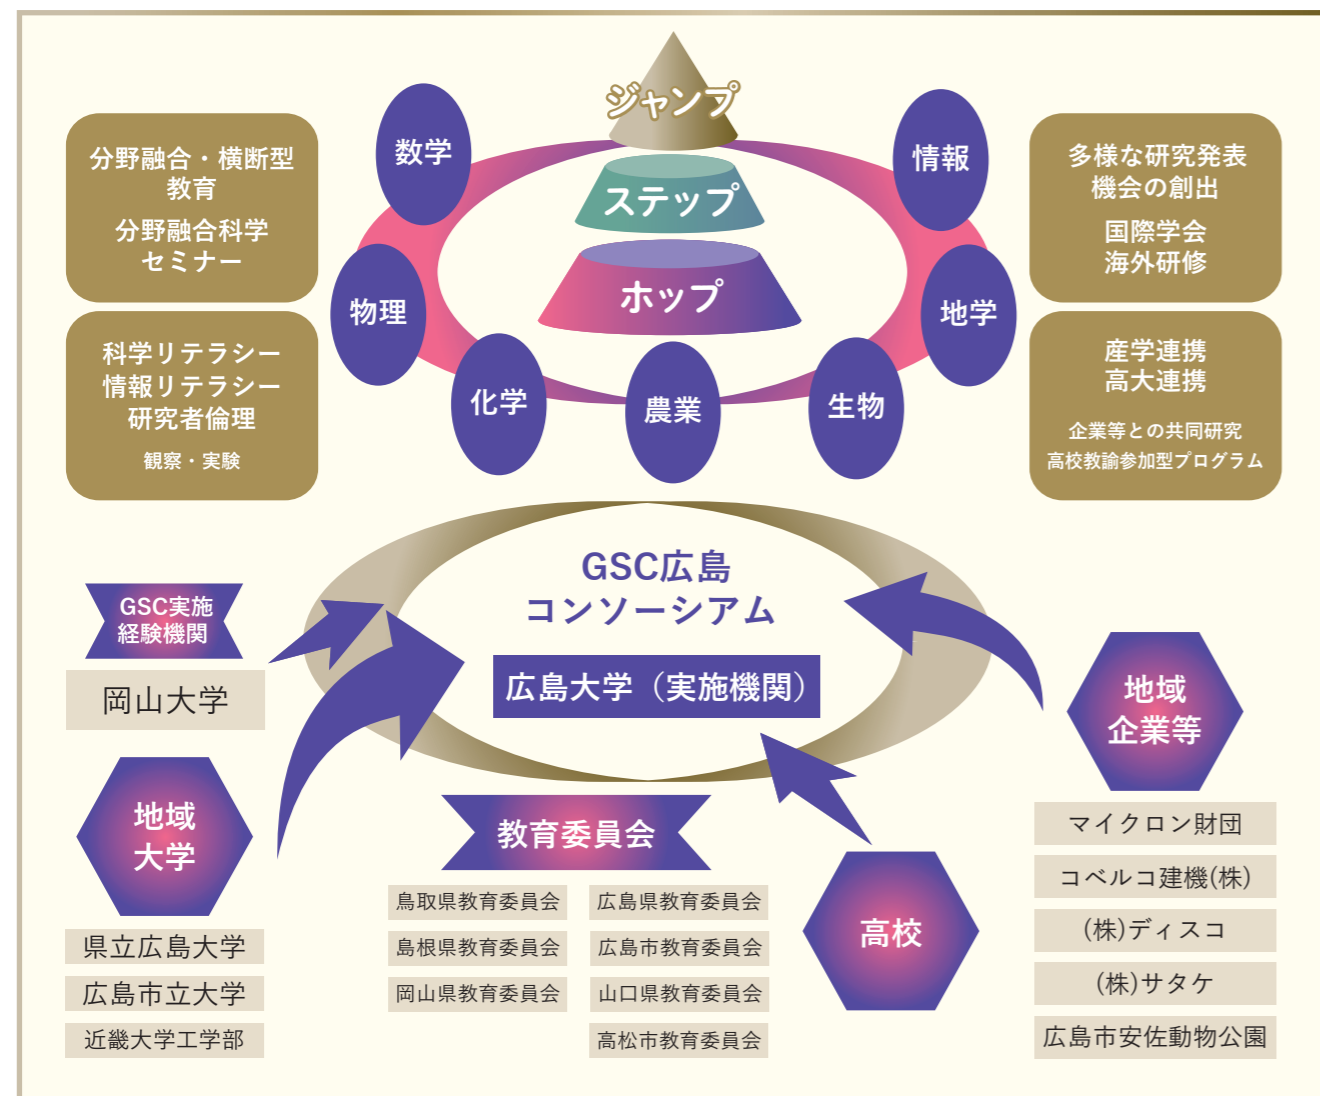 ジャンプ
ステップ
ホップ
数学
物理
化学
農業
生物
地学
情報
分野融合・横断型
教育
分野融合科学
セミナー
科学リテラシー
情報リテラシー
研究者倫理
観察・実験
多様な研究発表
機会の創出
国際学会
海外研修
産学連携
高大連携
企業等との共同研究
高校教諭参加型プログラム
GSC広島
コンソーシアム
広島大学（実施機関）
GSC実施
経験機関
岡山大学
地域
大学
県立広島大学
広島市立大学
近畿大学工学部
教育委員会
鳥取県教育委員会
島根県教育委員会
岡山県教育委員会
広島県教育委員会
広島市教育委員会
山口県教育委員会
高松市教育委員会
高校
地域
企業等
マイクロン財団
コベルコ建機(株)
(株)ディスコ
(株)サタケ
広島市安佐動物公園